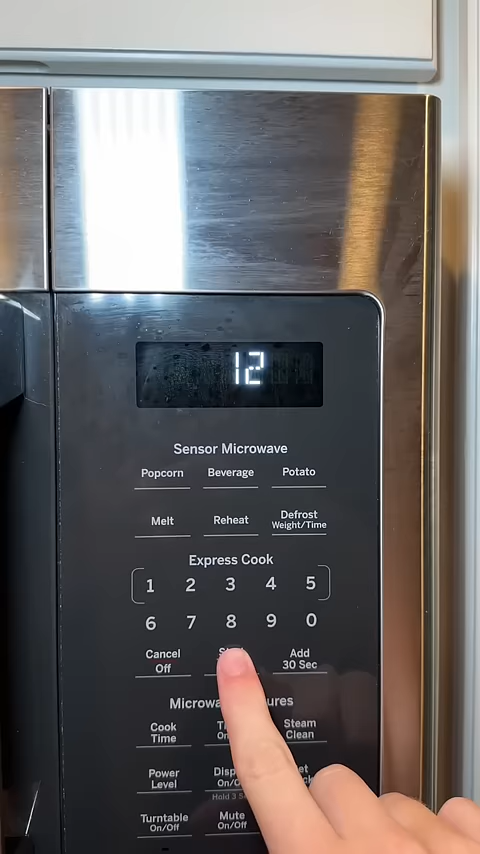 12
Sensor Microwave
Popcorn Beverage Potato
Melt Reheat Defrost
Weight/Time
Express Cook
1 2 3 4 5
6 7 8 9 0
Cancel
Off
Add
30 Sec
Cook
Time
Steam
Clean
Power
Level
Hold 3
Turntable
On/Off
Mute
On/Off